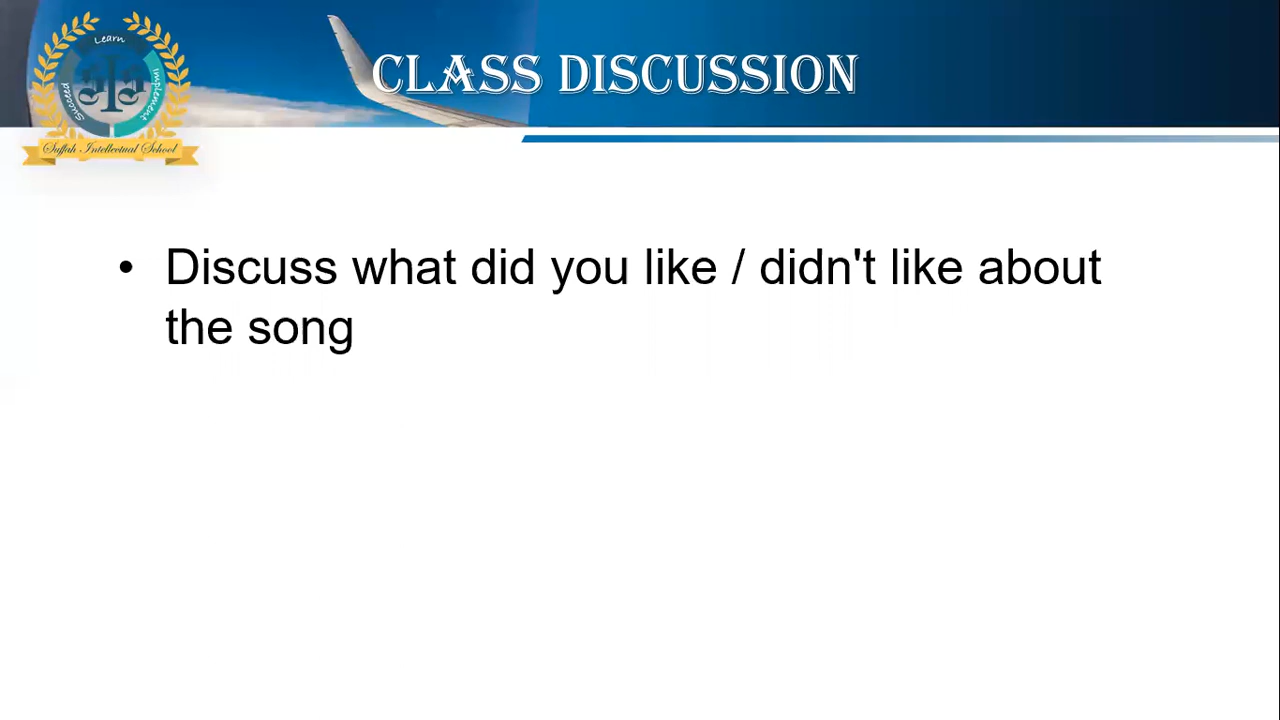 Learn
Succeed
Implement
Suffah Intellectual School
CLASS DISCUSSION
• Discuss what did you like / didn't like about
the song